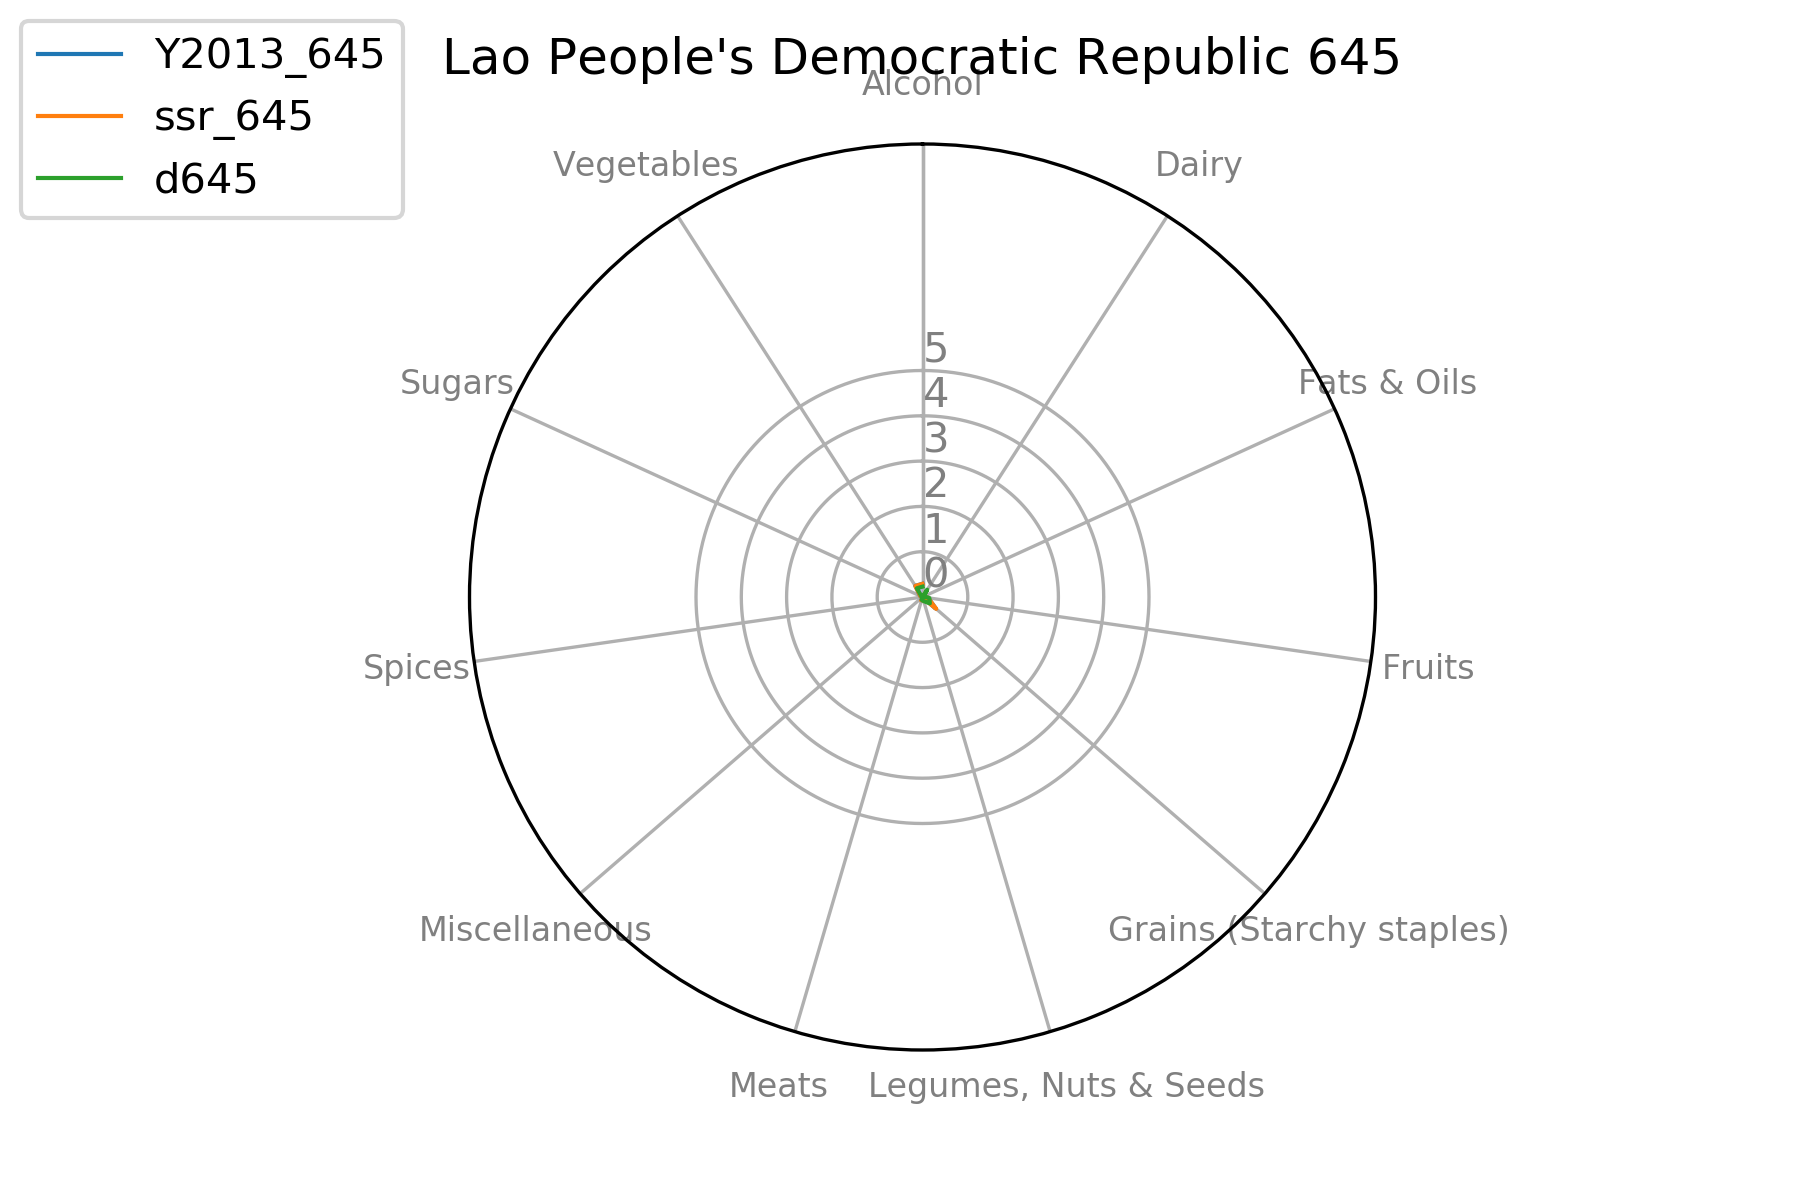 Y2013_645
ssr_645
d645
Lao People's Democratic Republic 645
Alcohol
Vegetables
Dairy
5
4
3
2
1
0
Sugars
Fats & Oils
Spices
Fruits
Miscellaneous
Grains (Starchy staples)
Meats
Legumes, Nuts & Seeds